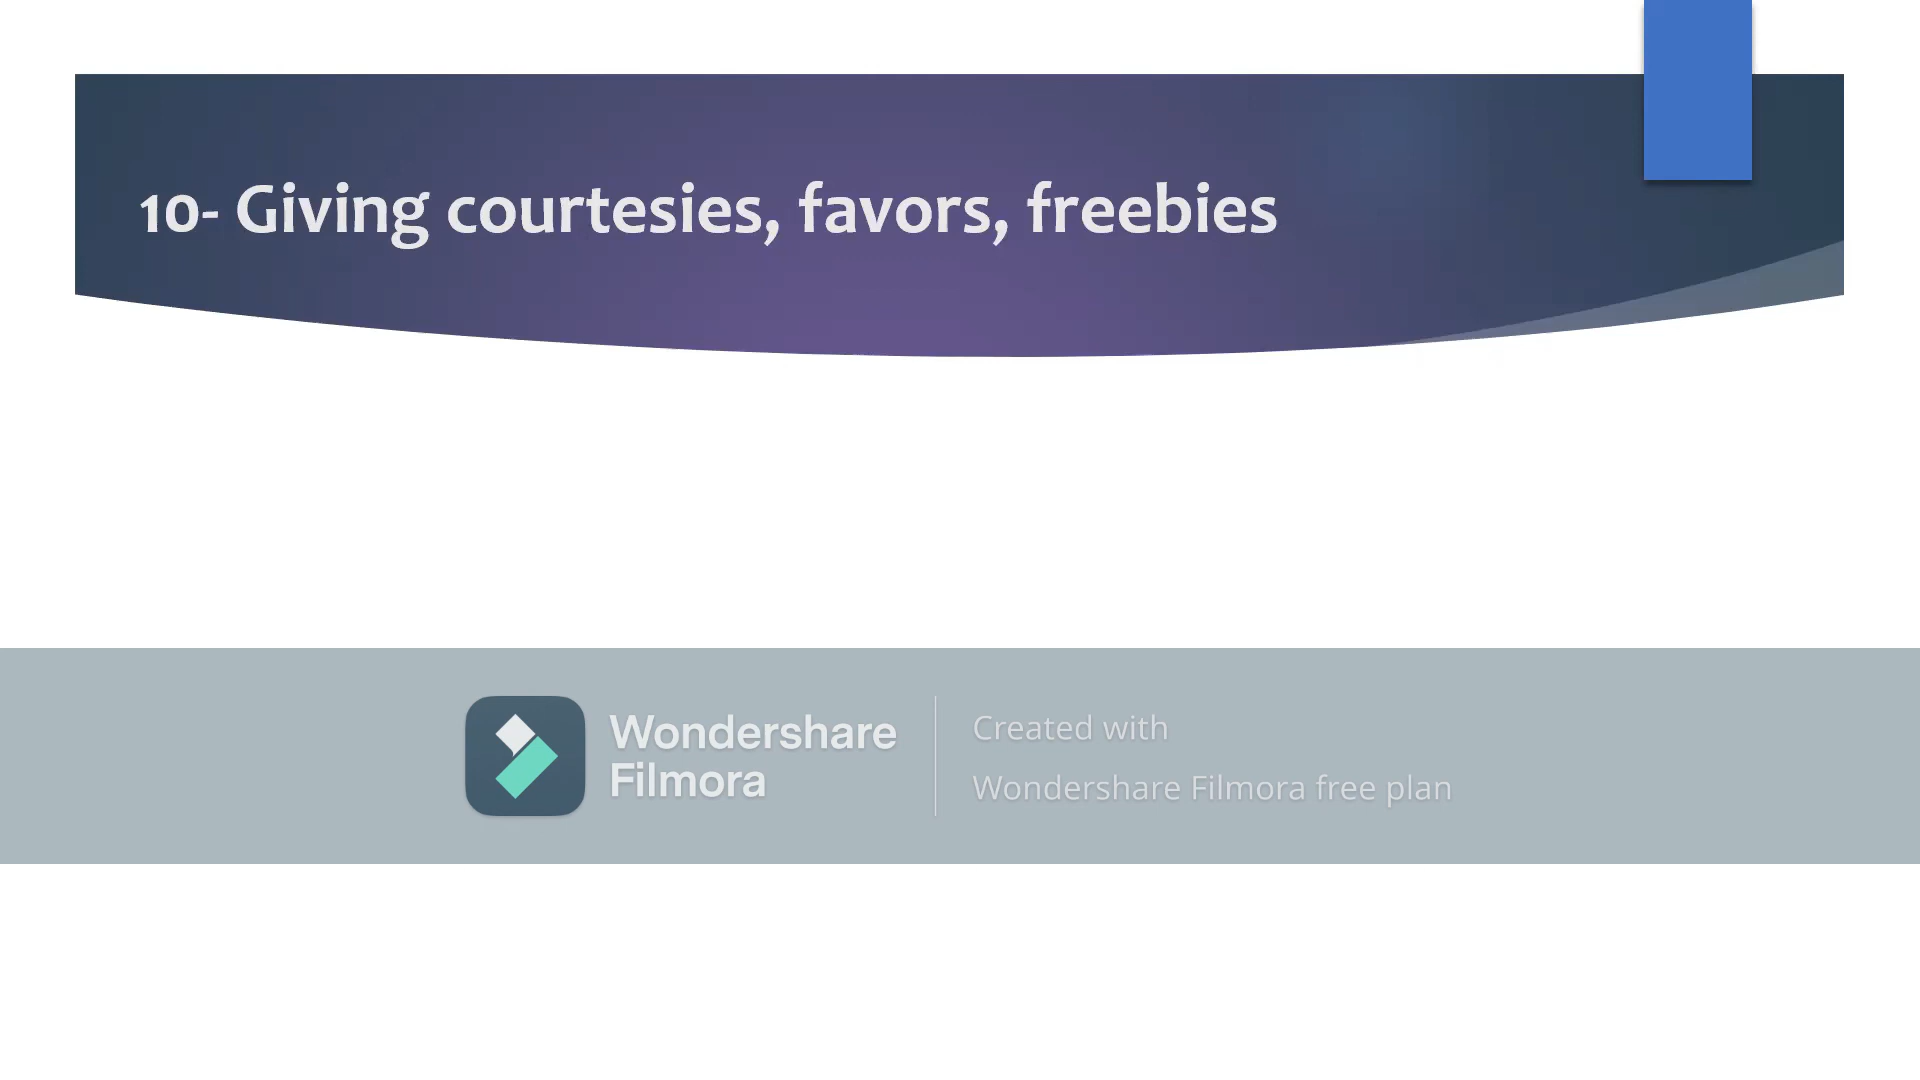 10- Giving courtesies, favors, freebies
Wondershare
Filmora
Created with
Wondershare Filmora free plan